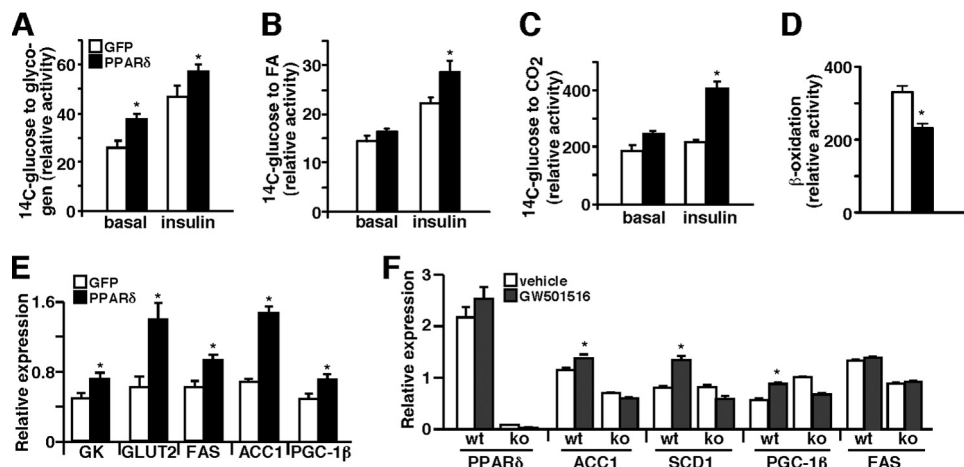 A
GFP
PPARδ
14C-glucose to glyco-
gen (relative activity)
60
40
20
0
*
*
basal insulin
B
14C-glucose to FA
(relative activity)
30
20
10
0
*
basal insulin
C
14C-glucose to CO2
(relative activity)
400
200
0
*
basal insulin
D
β-oxidation
(relative activity)
400
200
0
*
E
GFP
PPARδ
Relative expression
1.6
0.8
0
* * * * *
GK GLUT2 FAS ACC1 PGC-1β
F
vehicle
GW501516
Relative expression
3
2
1
0
* * *
wt ko wt ko wt ko wt ko wt ko
PPARδ ACC1 SCD1 PGC-1β FAS